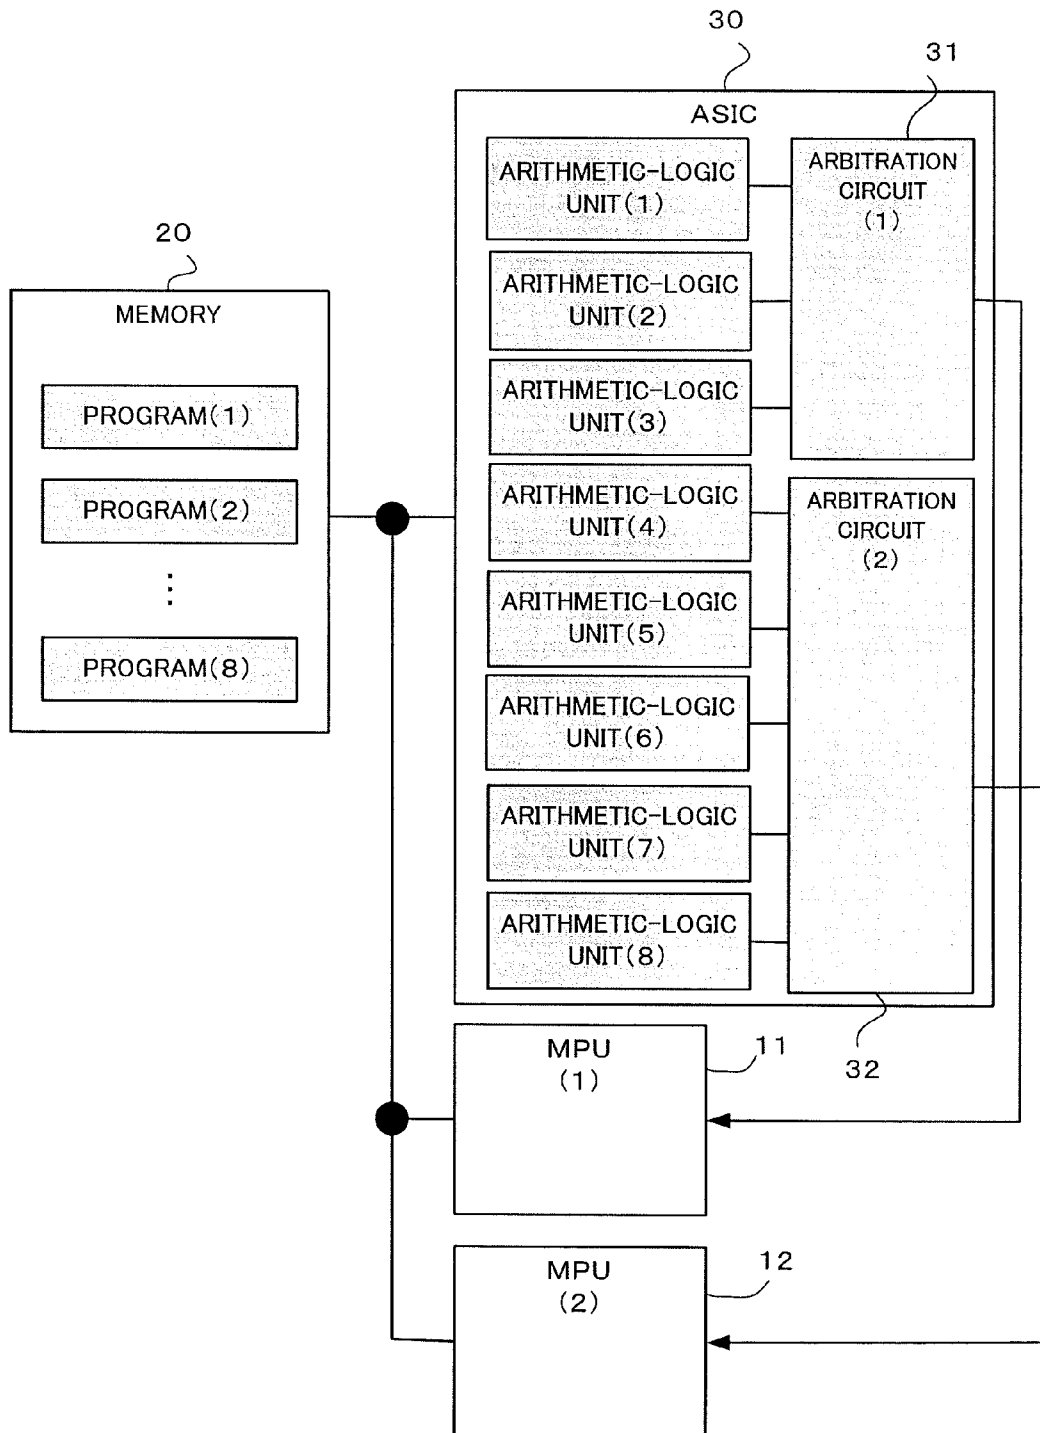 30
31
ASIC
ARITHMETIC-LOGIC
UNIT(1)
ARBITRATION
CIRCUIT
(1)
20
MEMORY
ARITHMETIC-LOGIC
UNIT(2)
PROGRAM(1)
ARITHMETIC-LOGIC
UNIT(3)
PROGRAM(2)
ARITHMETIC-LOGIC
UNIT(4)
ARBITRATION
CIRCUIT
(2)
⋮
ARITHMETIC-LOGIC
UNIT(5)
PROGRAM(8)
ARITHMETIC-LOGIC
UNIT(6)
ARITHMETIC-LOGIC
UNIT(7)
ARITHMETIC-LOGIC
UNIT(8)
MPU
(1)
11
32
MPU
(2)
12